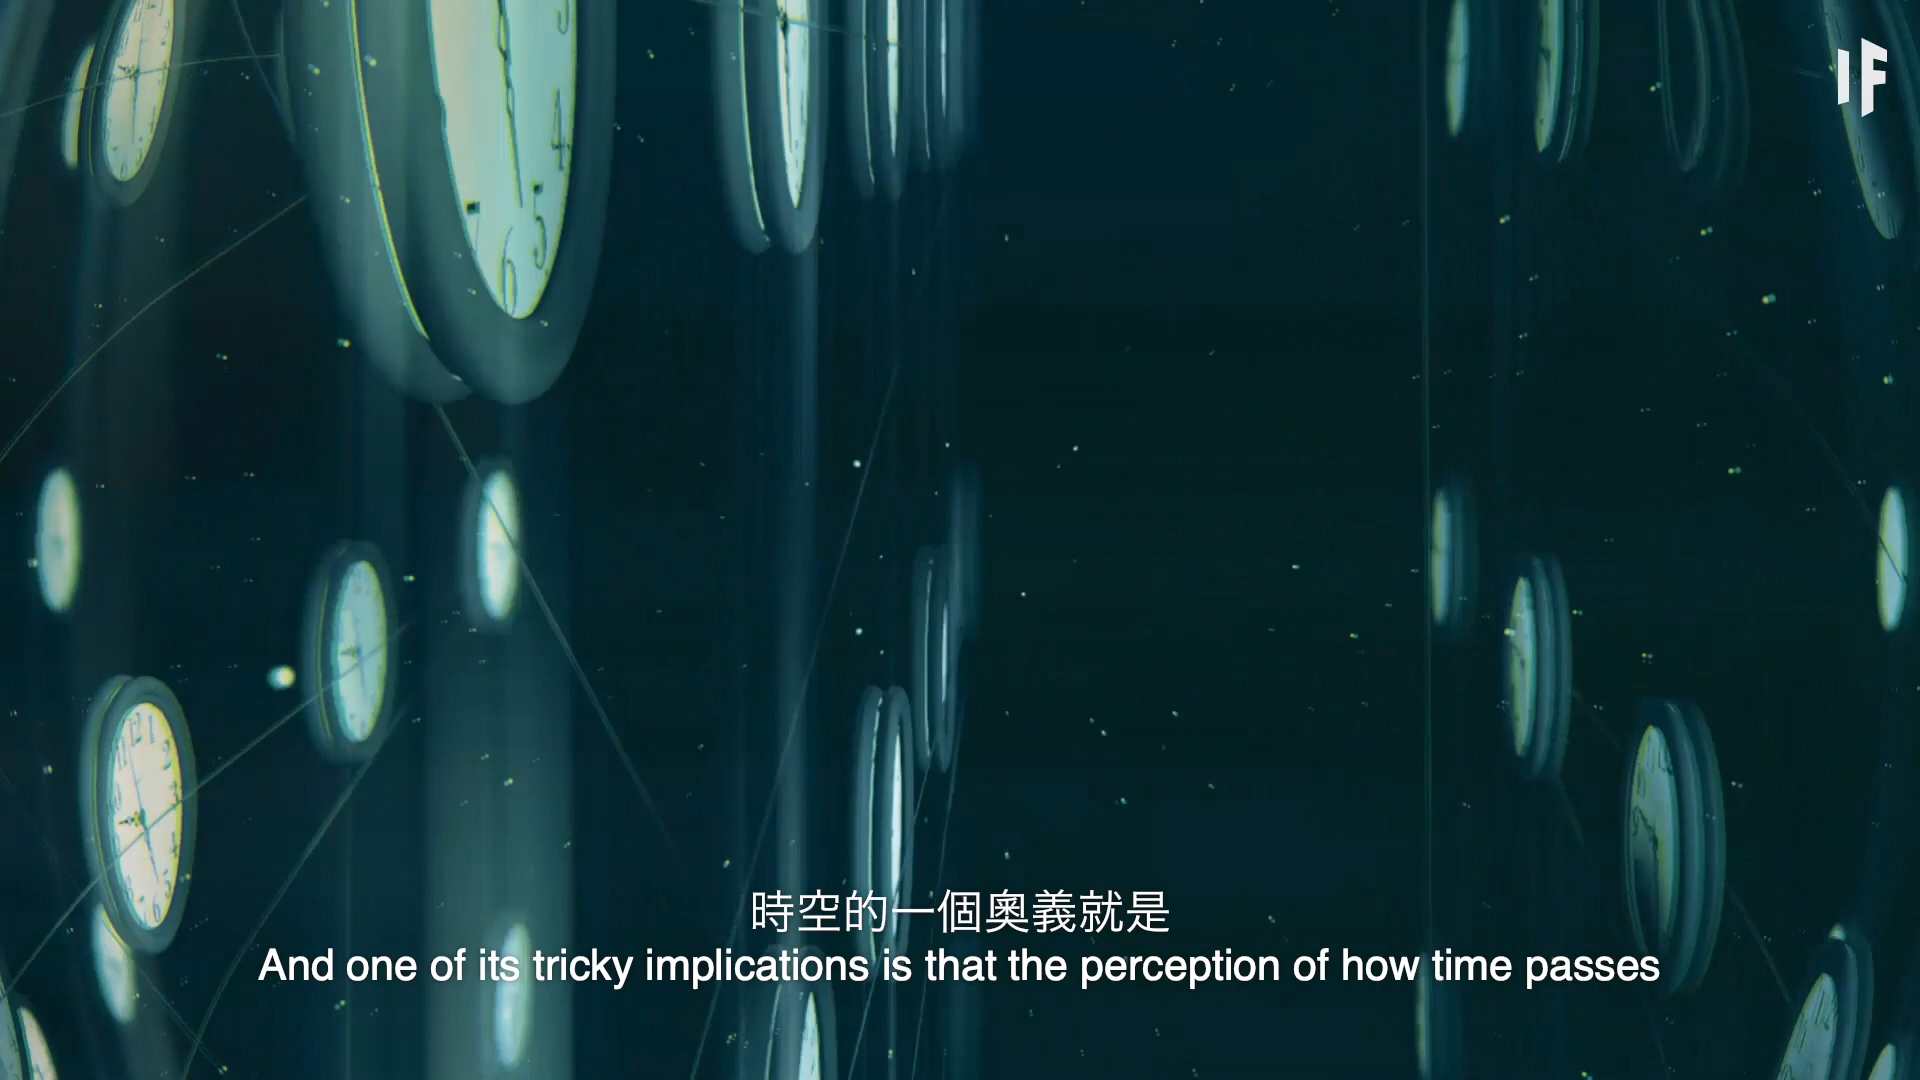 IF
時空的一個奧義就是
And one of its tricky implications is that the perception of how time passes